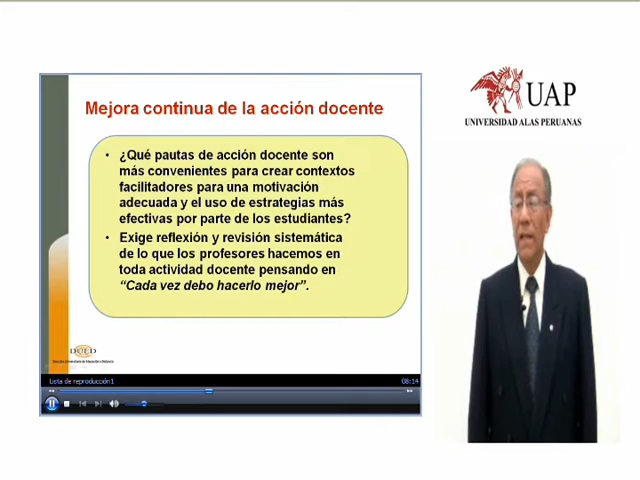 Mejora continua de la acción docente
• ¿Qué pautas de acción docente son
más convenientes para crear contextos
facilitadores para una motivación
adecuada y el uso de estrategias más
efectivas por parte de los estudiantes?
• Exige reflexión y revisión sistemática
de lo que los profesores hacemos en
toda actividad docente pensando en
“Cada vez debo hacerlo mejor”.
DUED
Lista de reproducción1
08:14
UAP
UNIVERSIDAD ALAS PERUANAS